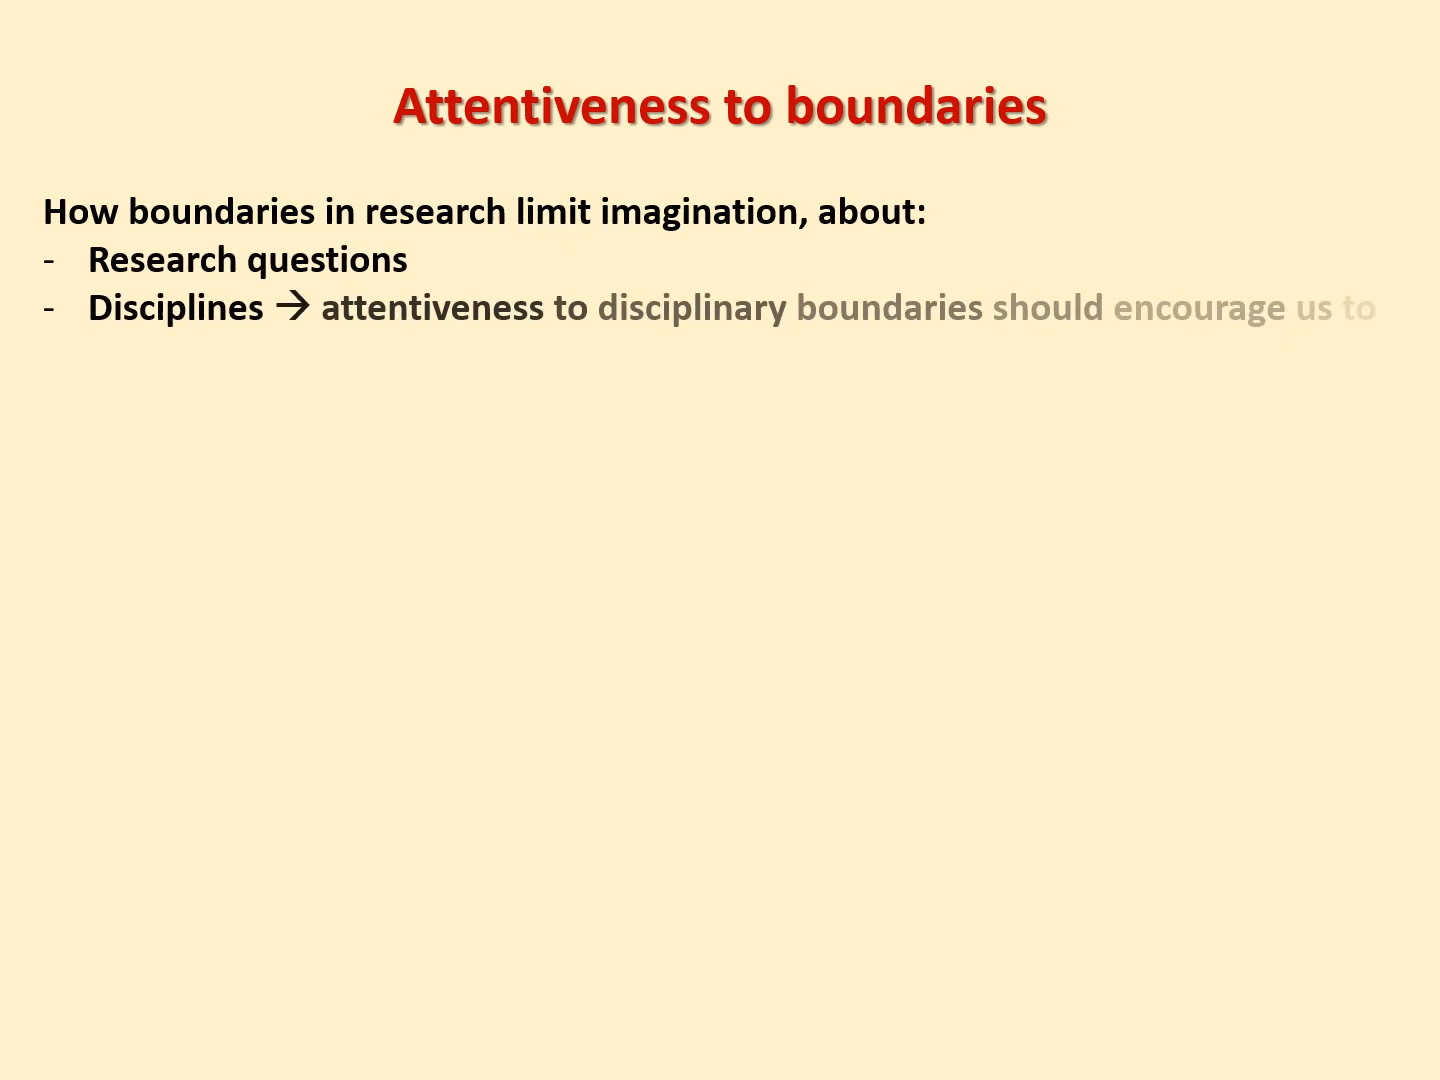 Attentiveness to boundaries
How boundaries in research limit imagination, about:
- Research questions
- Disciplines → attentiveness to disciplinary boundaries should encourage us to